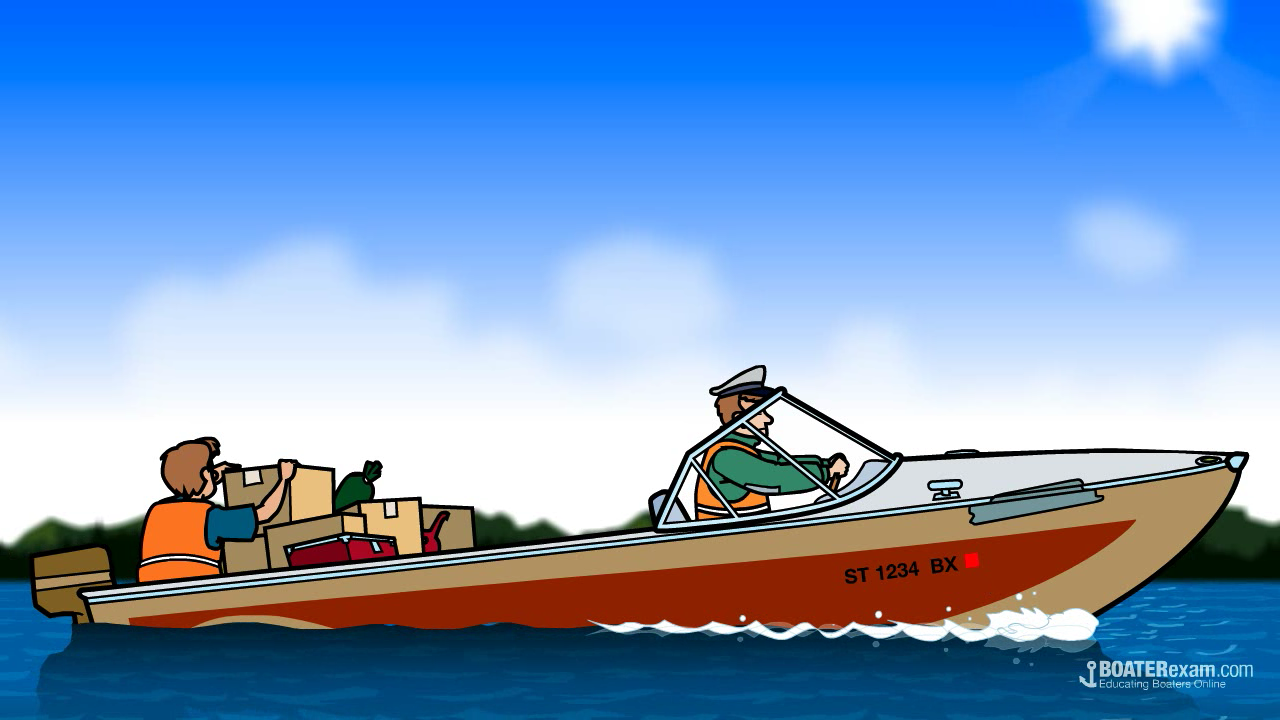 ST 1234 BX
BOATERexam.com
Educating Boaters Online